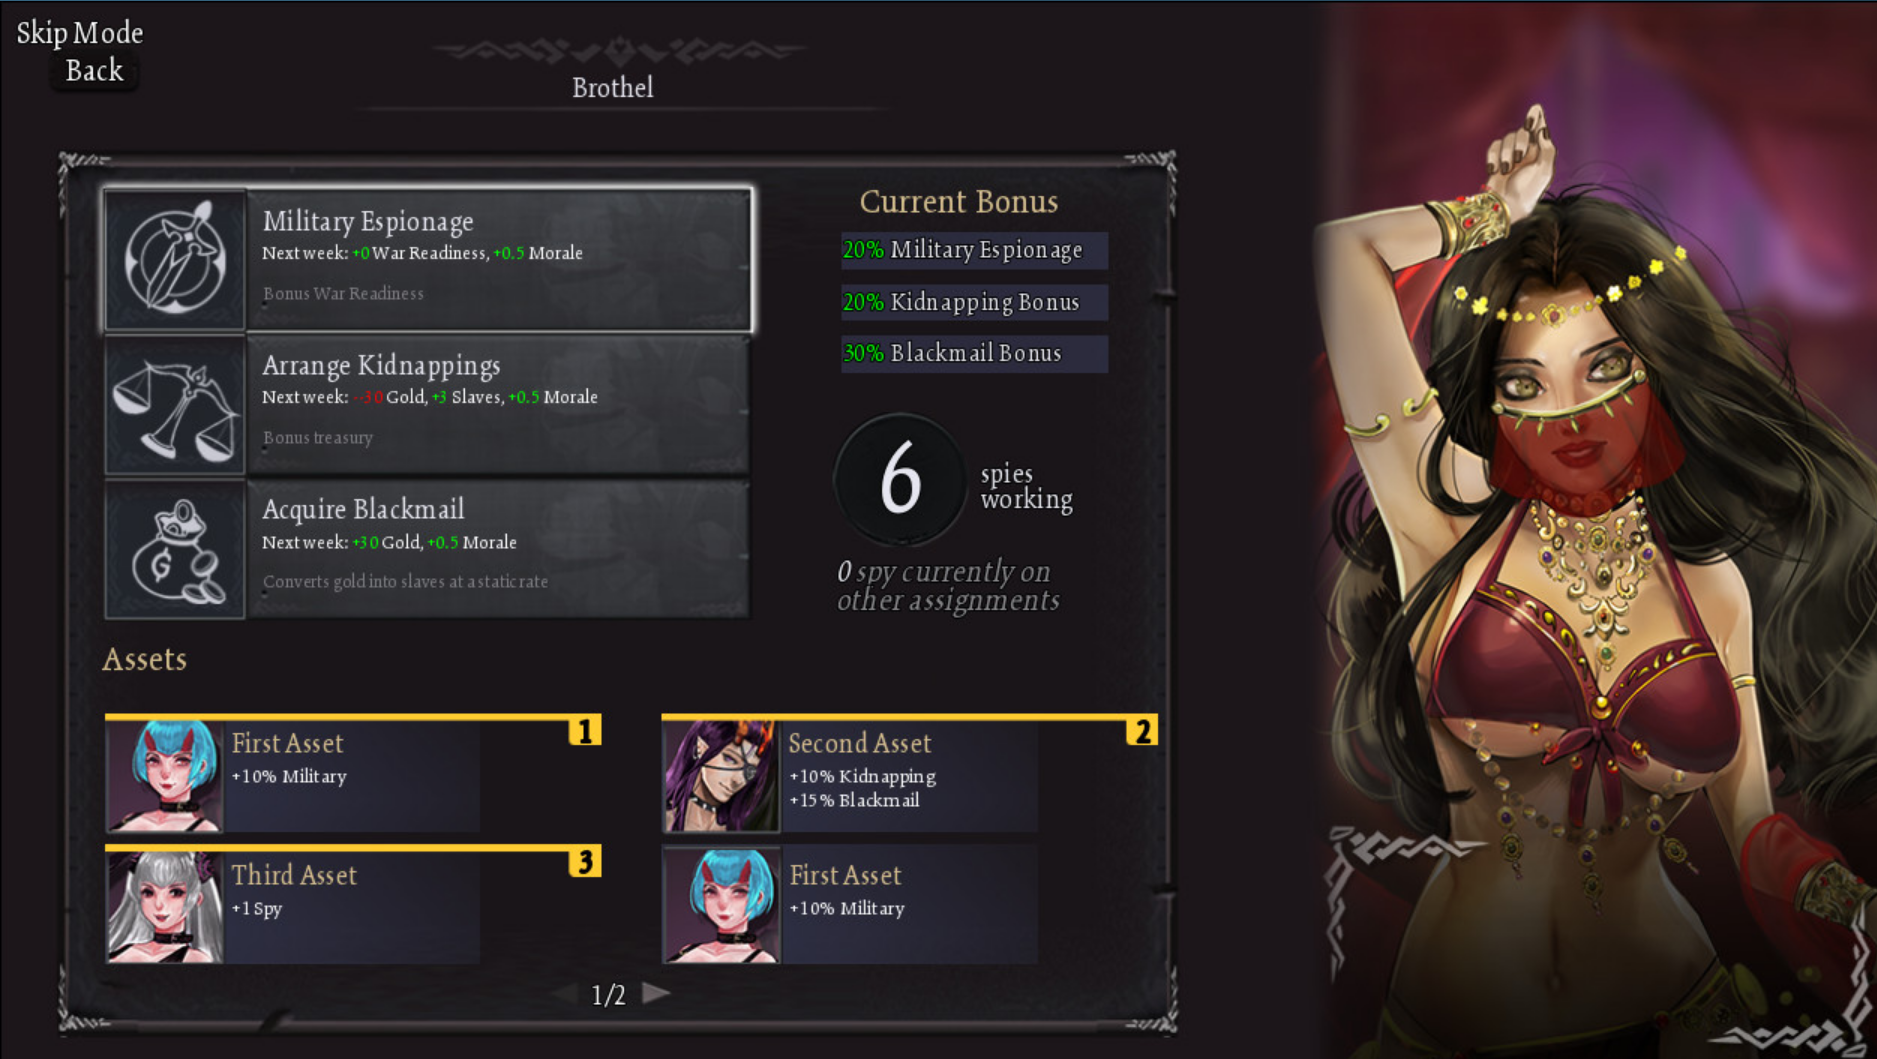 Skip Mode
Back
Brothel
Military Espionage
Next week: +0 War Readiness, +0.5 Morale
Bonus War Readiness
Arrange Kidnappings
Next week: --30 Gold, +3 Slaves, +0.5 Morale
Bonus treasury
Acquire Blackmail
Next week: +30 Gold, +0.5 Morale
Converts gold into slaves at a static rate
Current Bonus
20% Military Espionage
20% Kidnapping Bonus
30% Blackmail Bonus
6
spies
working
0 spy currently on
other assignments
Assets
First Asset
+10% Military
1
Second Asset
+10% Kidnapping
+15% Blackmail
2
Third Asset
+1 Spy
3
First Asset
+10% Military
1/2